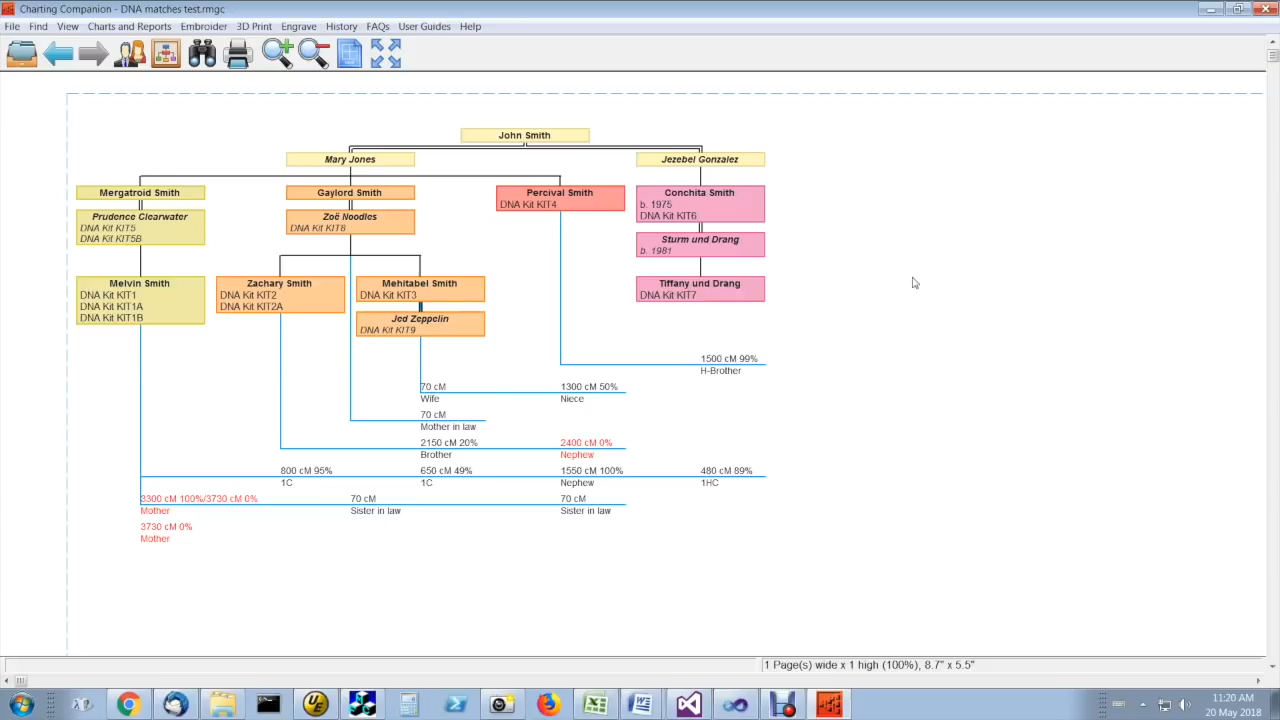 Charting Companion - DNA matches test.rmgc
File Find View Charts and Reports Embroider 3D Print Engrave History FAQs User Guides Help
John Smith
Mary Jones
Jezebel Gonzalez
Mergatroid Smith
Gaylord Smith
Percival Smith
DNA Kit KIT4
Conchita Smith
b. 1975
DNA Kit KIT6
Prudence Clearwater
DNA Kit KIT5
DNA Kit KIT5B
Zoë Noodles
DNA Kit KIT8
Sturm und Drang
b. 1981
Melvin Smith
DNA Kit KIT1
DNA Kit KIT1A
DNA Kit KIT1B
Zachary Smith
DNA Kit KIT2
DNA Kit KIT2A
Mehitabel Smith
DNA Kit KIT3
Tiffany und Drang
DNA Kit KIT7
Jed Zeppelin
DNA Kit KIT9
1500 cM 99%
H-Brother
70 cM
Wife
1300 cM 50%
Niece
70 cM
Mother in law
2150 cM 20%
Brother
2400 cM 0%
Nephew
800 cM 95%
1C
650 cM 49%
1C
1550 cM 100%
Nephew
480 cM 89%
1HC
3300 cM 100%/3730 cM 0%
Mother
70 cM
Sister in law
70 cM
Sister in law
3730 cM 0%
Mother
1 Page(s) wide x 1 high (100%), 8.7" x 5.5"
11:20 AM
20 May 2018